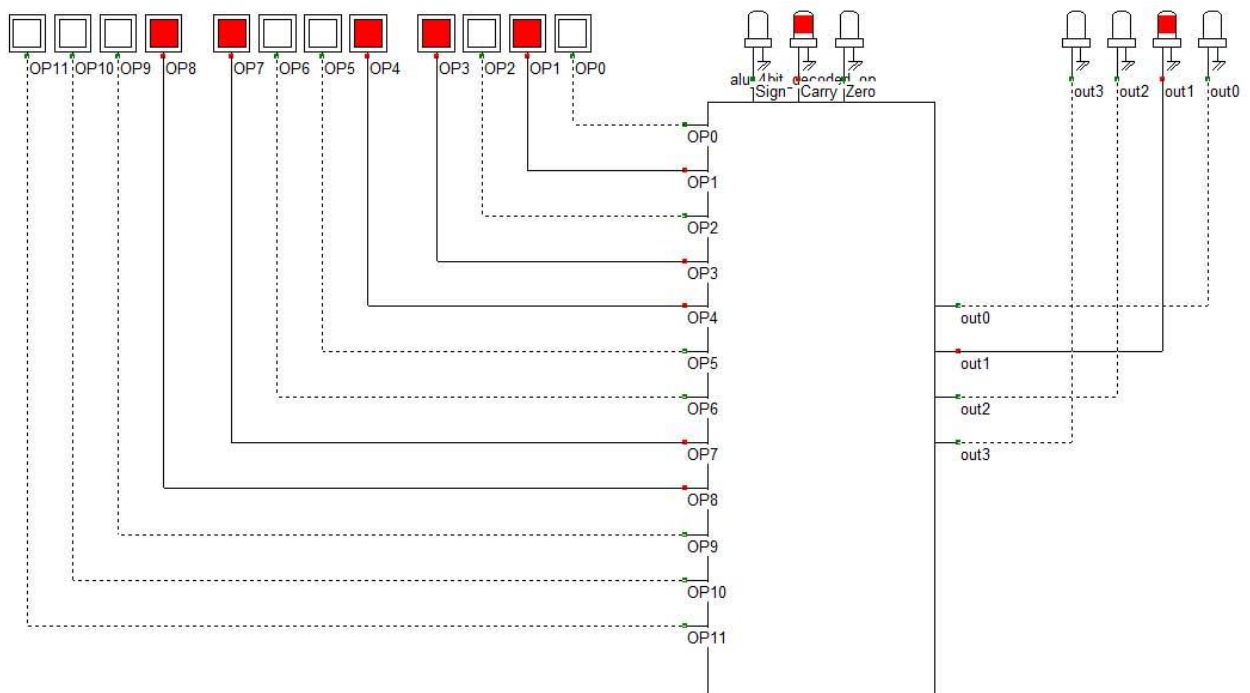 OP11 OP10 OP9 OP8 OP7 OP6 OP5 OP4 OP3 OP2 OP1 OP0
Sign Carry Zero
out3 out2 out1 out0
OP0
OP1
OP2
OP3
OP4
out0
OP5
out1
OP6
out2
OP7
out3
OP8
OP9
OP10
OP11